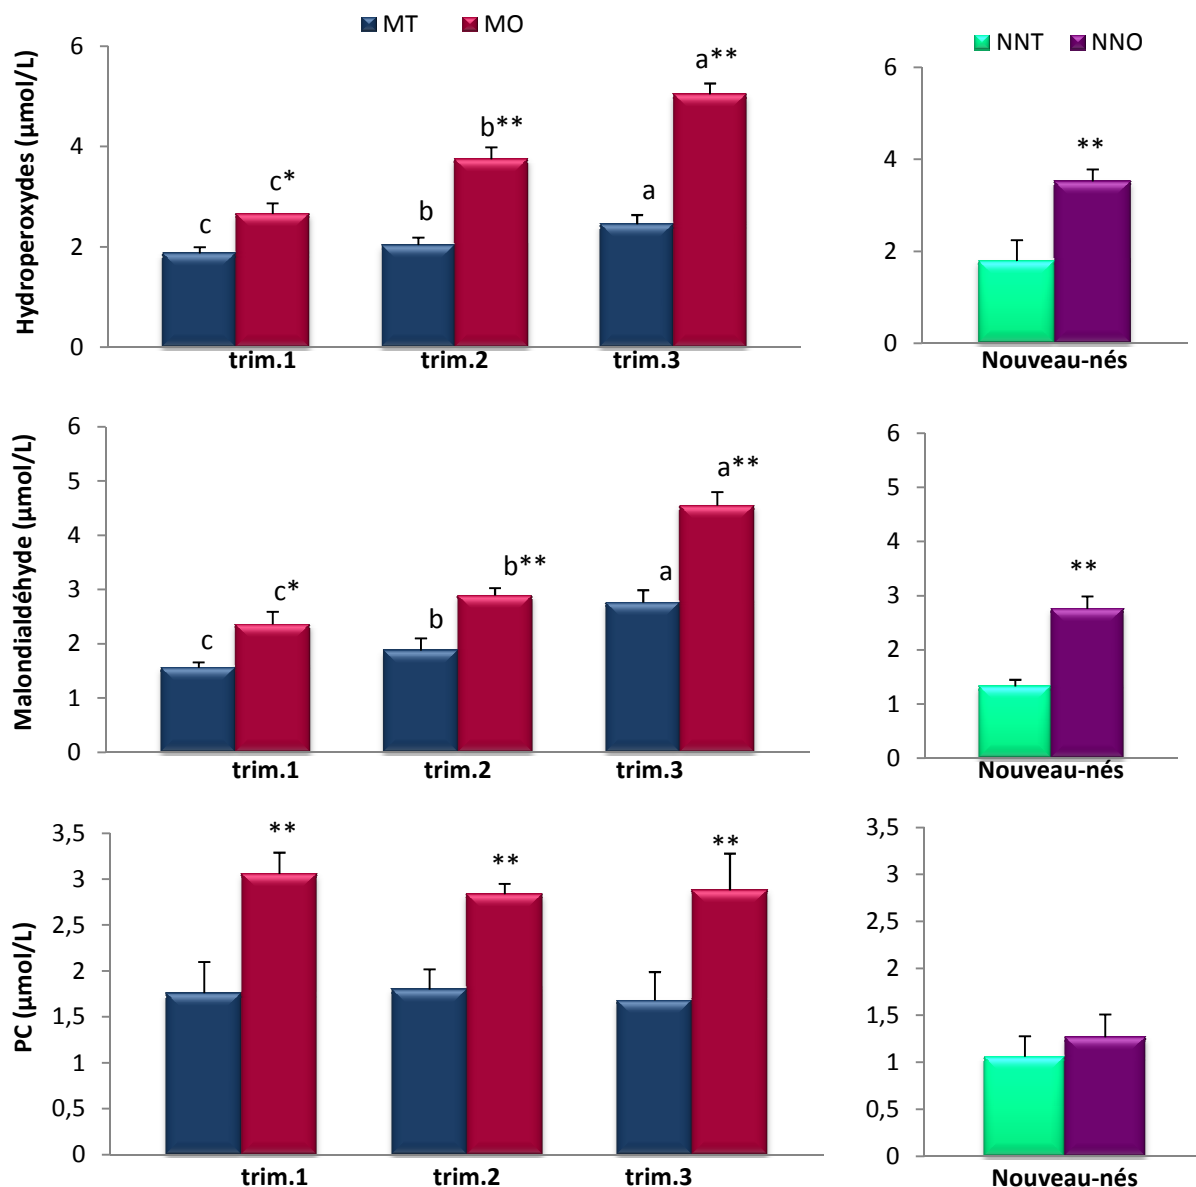 MT MO
Hydroperoxydes (µmol/L)
6
4
2
0
c
c*
b
b**
a
a**
trim.1 trim.2 trim.3
NNT NNO
6
4
2
0
**
Nouveau-nés
Malondialdéhyde (µmol/L)
6
5
4
3
2
1
0
c
c*
b
b**
a
a**
trim.1 trim.2 trim.3
6
5
4
3
2
1
0
**
Nouveau-nés
PC (µmol/L)
3,5
3
2,5
2
1,5
1
0,5
0
**
**
**
trim.1 trim.2 trim.3
3,5
3
2,5
2
1,5
1
0,5
0
Nouveau-nés